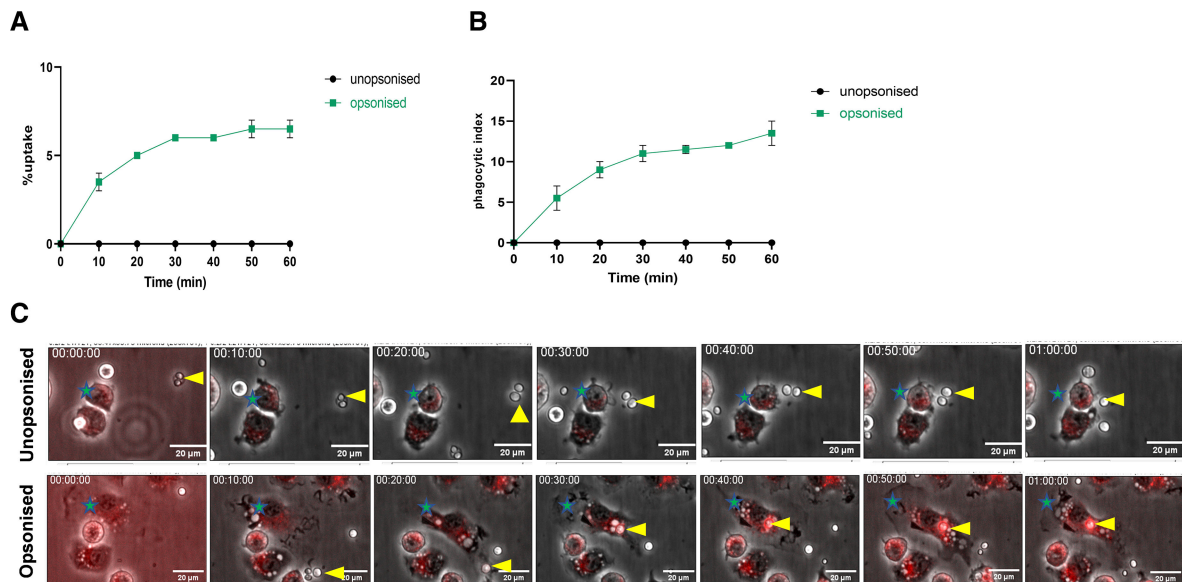 A
B
10
5
0
%uptake
0 10 20 30 40 50 60
Time (min)
unopsonised
opsonised
20
15
10
5
0
phagocytic index
0 10 20 30 40 50 60
Time (min)
unopsonised
opsonised
C
Unopsonised
00:00:00 00:10:00 00:20:00 00:30:00 00:40:00 00:50:00 01:00:00
20 µm 20 µm 20 µm 20 µm 20 µm 20 µm 20 µm
Opsonised
00:00:00 00:10:00 00:20:00 00:30:00 00:40:00 00:50:00 01:00:00
20 µm 20 µm 20 µm 20 µm 20 µm 20 µm 20 µm